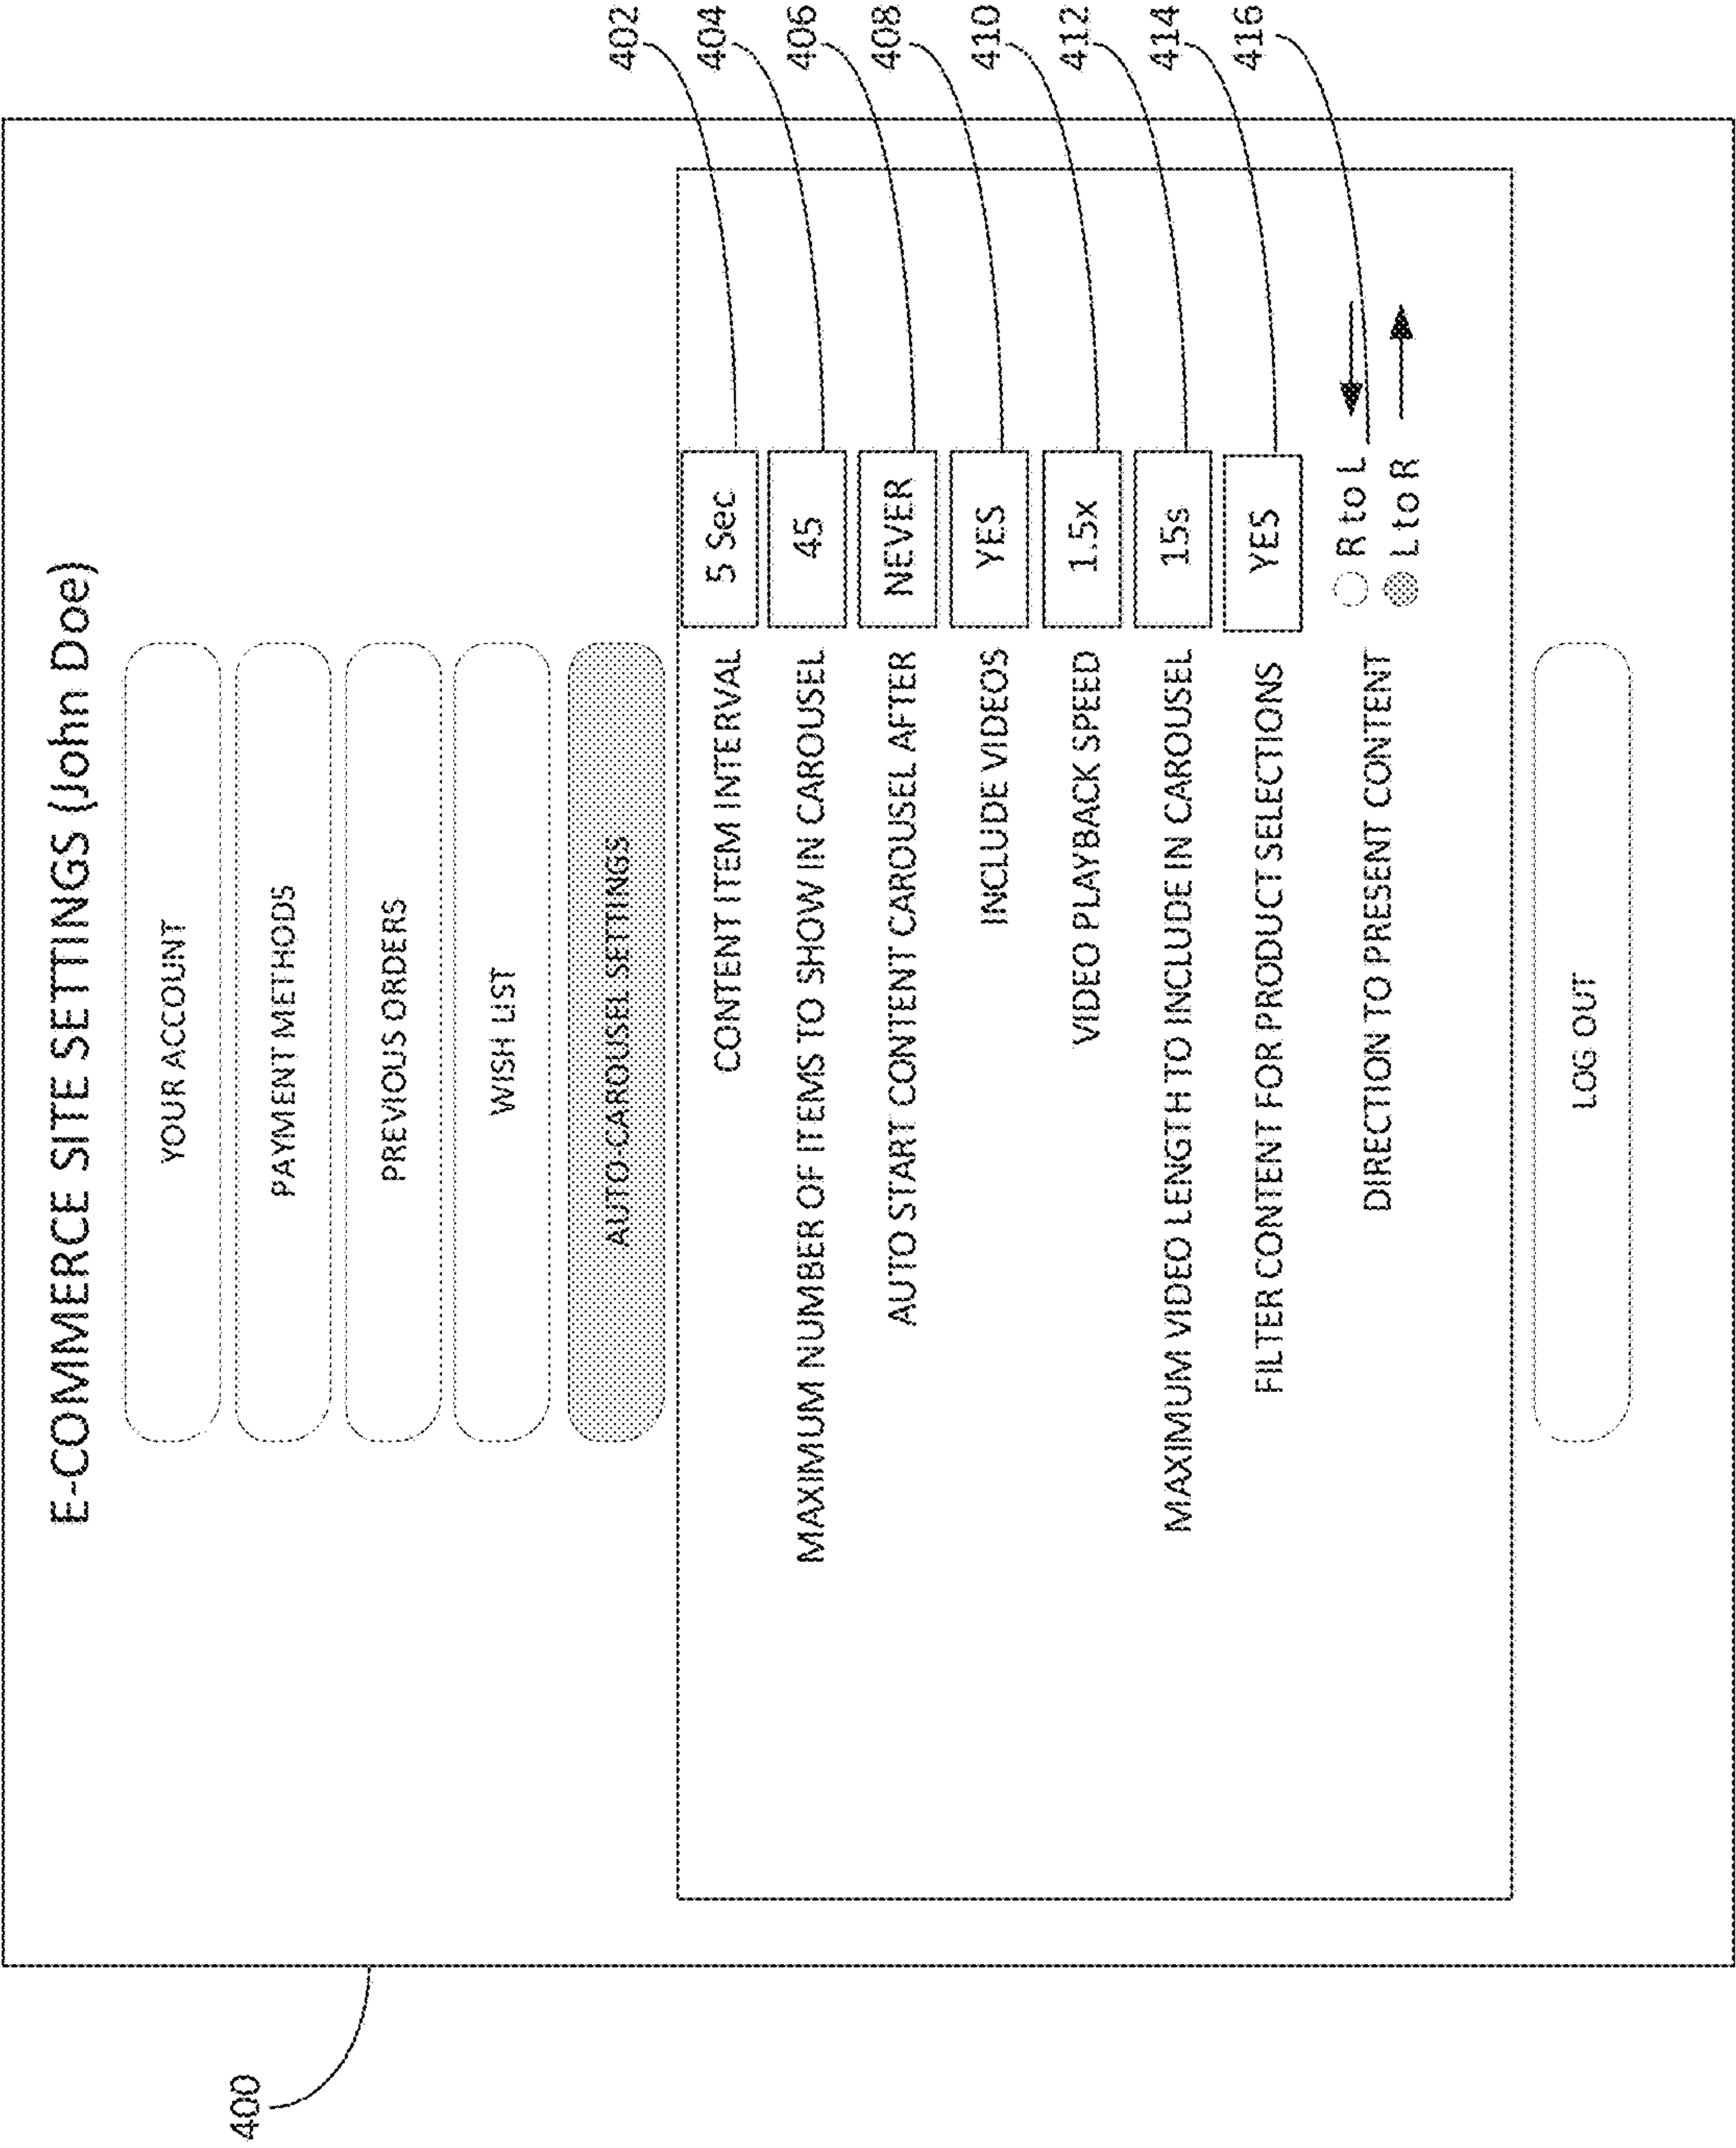 E-COMMERCE SITE SETTINGS (John Doe)
YOUR ACCOUNT
PAYMENT METHODS
PREVIOUS ORDERS
WISH LIST
AUTO-CAROUSEL SETTINGS
CONTENT ITEM INTERVAL 5 Sec 402
MAXIMUM NUMBER OF ITEMS TO SHOW IN CAROUSEL 45 404
AUTO START CONTENT CAROUSEL AFTER NEVER 406
INCLUDE VIDEOS YES 408
VIDEO PLAYBACK SPEED 1.5x 410
MAXIMUM VIDEO LENGTH TO INCLUDE IN CAROUSEL 15s 412
FILTER CONTENT FOR PRODUCT SELECTIONS YES 414
DIRECTION TO PRESENT CONTENT R to L 416
L to R
LOG OUT
400